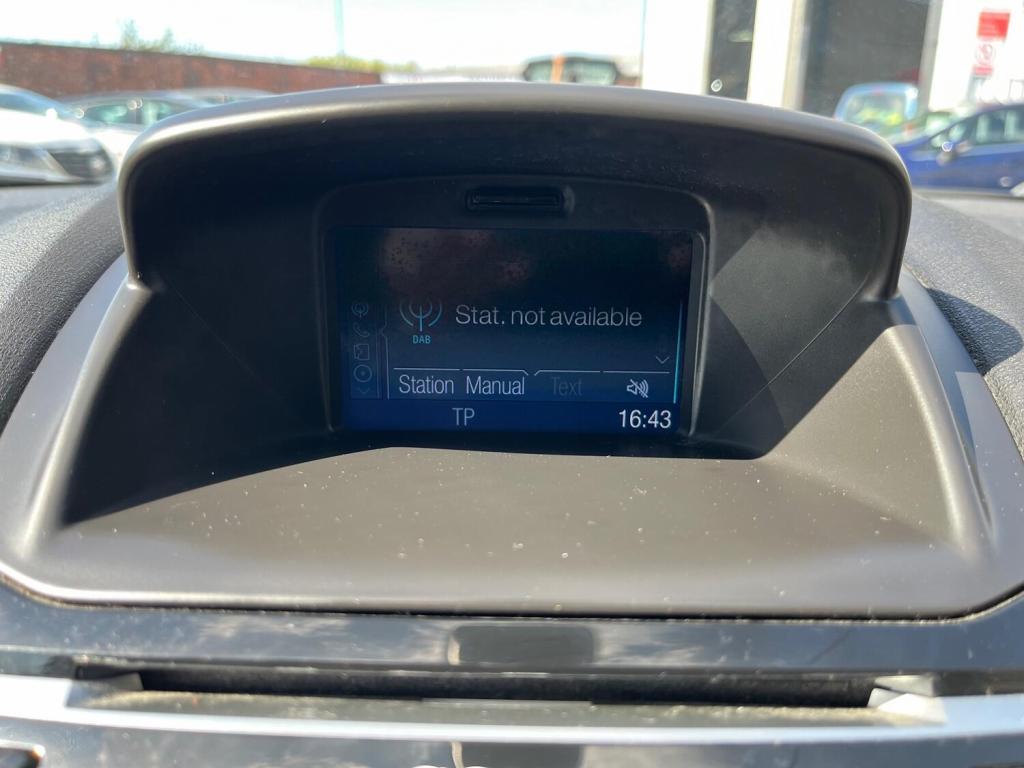 Stat. not available
DAB
Station Manual Text
TP 16:43